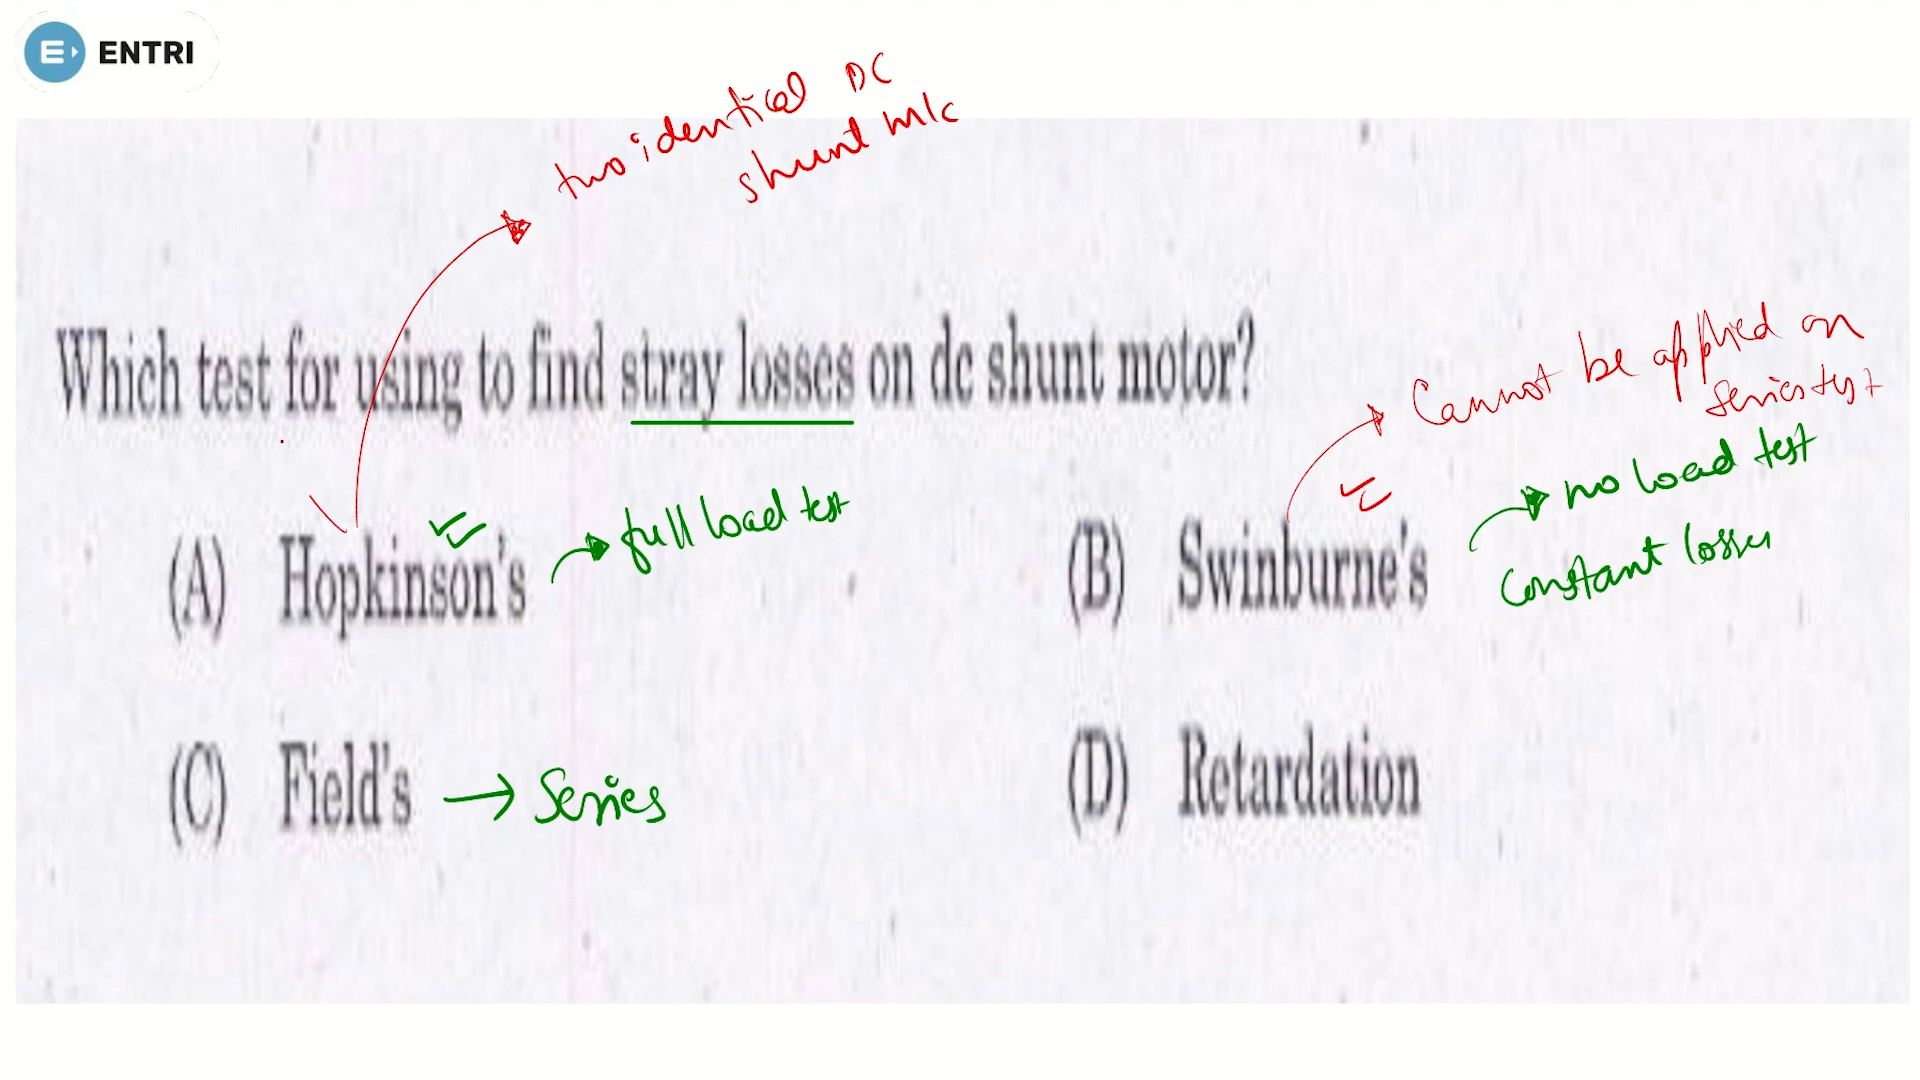 ENTRI
two identical DC
shunt m/c
Which test for using to find stray losses on dc shunt motor?
Cannot be applied on
series test
(A) Hopkinson's
full load test
(B) Swinburne's
no load test
Constant losses
(C) Field's
Series
(D) Retardation